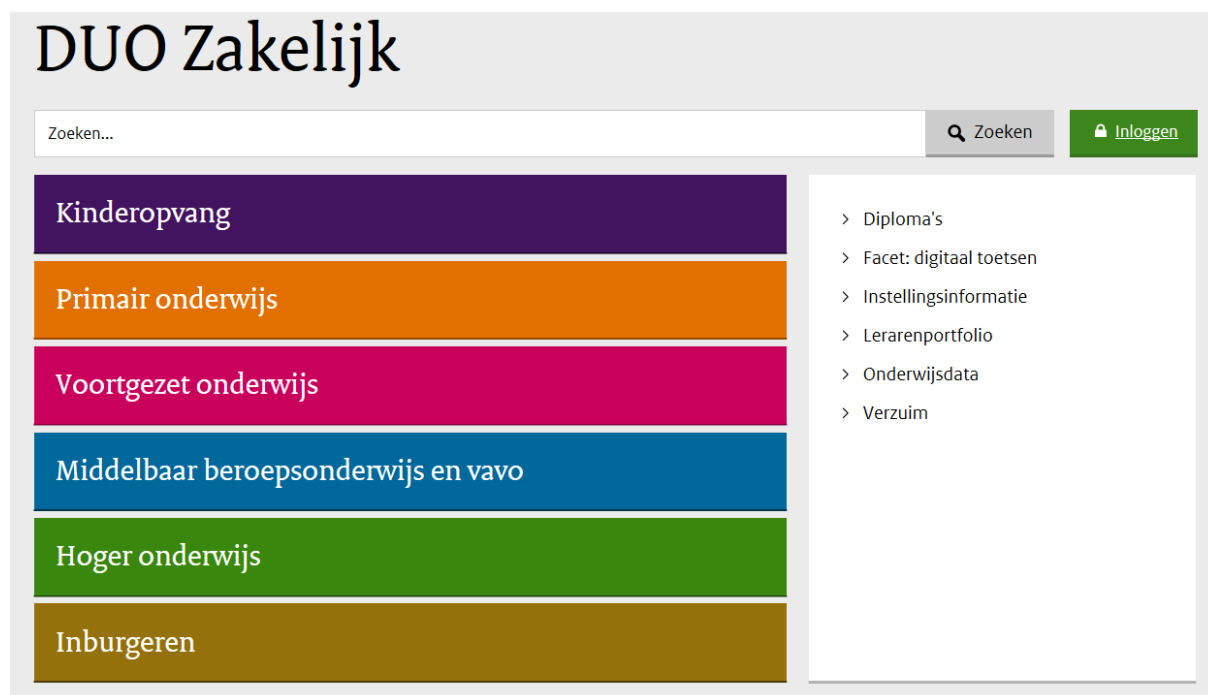 DUO Zakelijk
Zoeken...
Zoeken
Inloggen
Kinderopvang
Primair onderwijs
Voortgezet onderwijs
Middelbaar beroepsonderwijs en vavo
Hoger onderwijs
Inburgeren
Diploma's
Facet: digitaal toetsen
Instellingsinformatie
Lerarenportfolio
Onderwijsdata
Verzuim